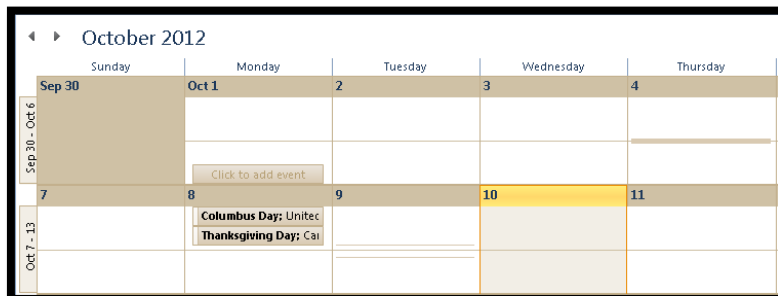 October 2012
Sunday Monday Tuesday Wednesday Thursday
Sep 30 Oct 1 2 3 4
Sep 30 - Oct 6
Click to add event
7 8 9 10 11
Oct 7 - 13
Columbus Day; Unitec
Thanksgiving Day; Car